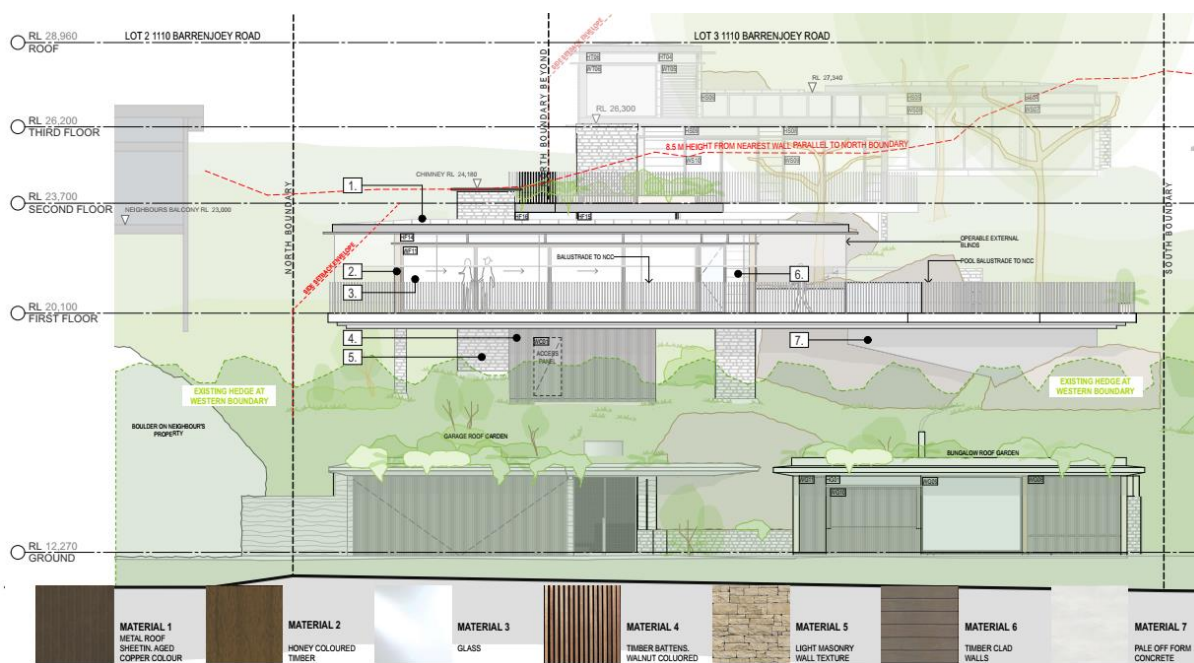 RL 28,960
ROOF
LOT 2 1110 BARRENJOEY ROAD
LOT 3 1110 BARRENJOEY ROAD
NORTH BOUNDARY BEYOND
RL 27,340
RL 26,300
RL 26,200
THIRD FLOOR
8.5 M HEIGHT FROM NEAREST WALL PARALLEL TO NORTH BOUNDARY
CHIMNEY RL 24,180
1.
RL 23,700
SECOND FLOOR
NEIGHBOURS BALCONY RL 23,000
NORTH BOUNDARY
SOUTH BOUNDARY
OPERABLE EXTERNAL
BLINDS
BALUSTRADE TO NCC
POOL BALUSTRADE TO NCC
2.
3.
6.
RL 20,100
FIRST FLOOR
4.
5.
7.
ACCESS
PANEL
EXISTING HEDGE AT
WESTERN BOUNDARY
EXISTING HEDGE AT
WESTERN BOUNDARY
BOULDER ON NEIGHBOUR'S
PROPERTY
GARAGE ROOF GARDEN
BUNGALOW ROOF GARDEN
RL 12,270
GROUND
MATERIAL 1
METAL ROOF
SHEETIN. AGED
COPPER COLOUR
MATERIAL 2
HONEY COLOURED
TIMBER
MATERIAL 3
GLASS
MATERIAL 4
TIMBER BATTENS.
WALNUT COLUORED
MATERIAL 5
LIGHT MASONRY
WALL TEXTURE
MATERIAL 6
TIMBER CLAD
WALLS
MATERIAL 7
PALE OFF FORM
CONCRETE